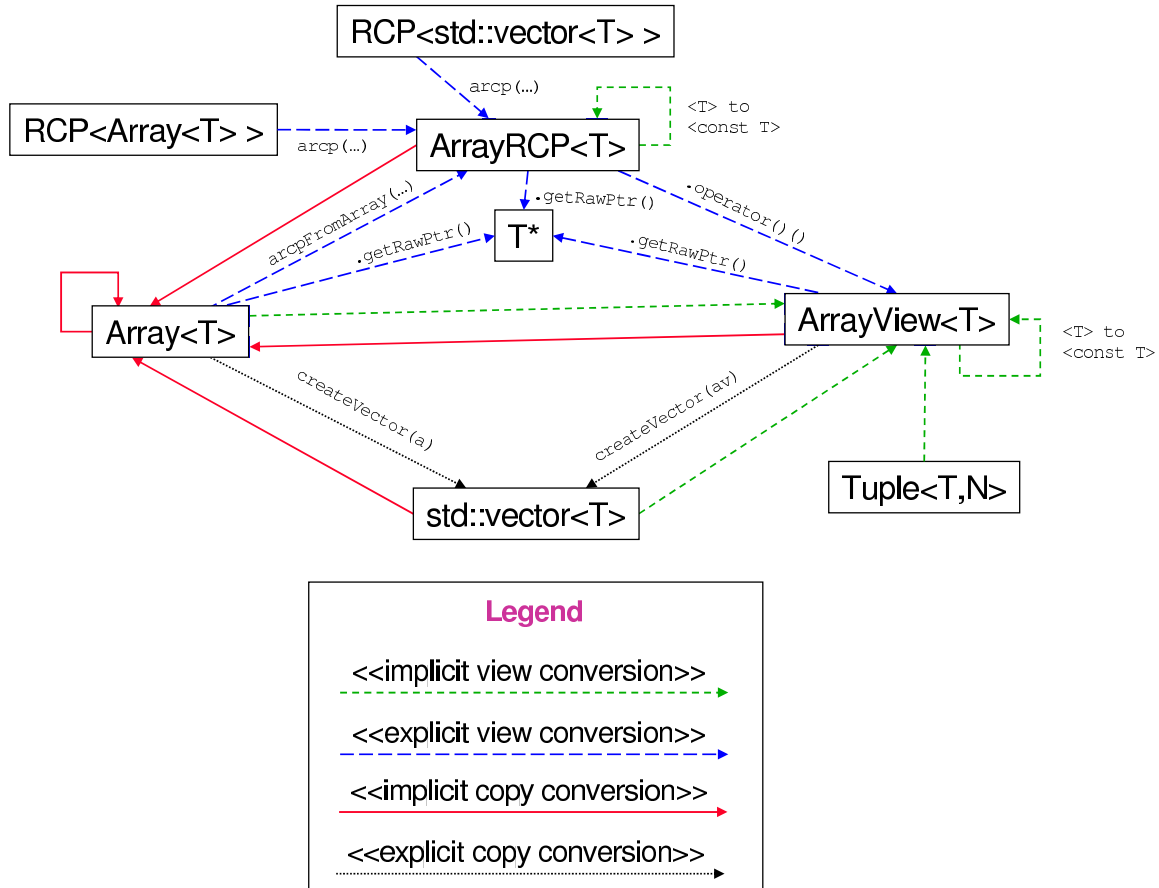 RCP<std::vector<T> >
arcp(…)
<T> to
<const T>
RCP<Array<T> >
arcp(…)
ArrayRCP<T>
arcpFromArray(…)
.getRawPtr()
.operator()()
.getRawPtr()
T*
.getRawPtr()
Array<T>
ArrayView<T>
<T> to
<const T>
createVector(a)
createVector(av)
Tuple<T,N>
std::vector<T>
Legend
<<implicit view conversion>>
<<explicit view conversion>>
<<implicit copy conversion>>
<<explicit copy conversion>>